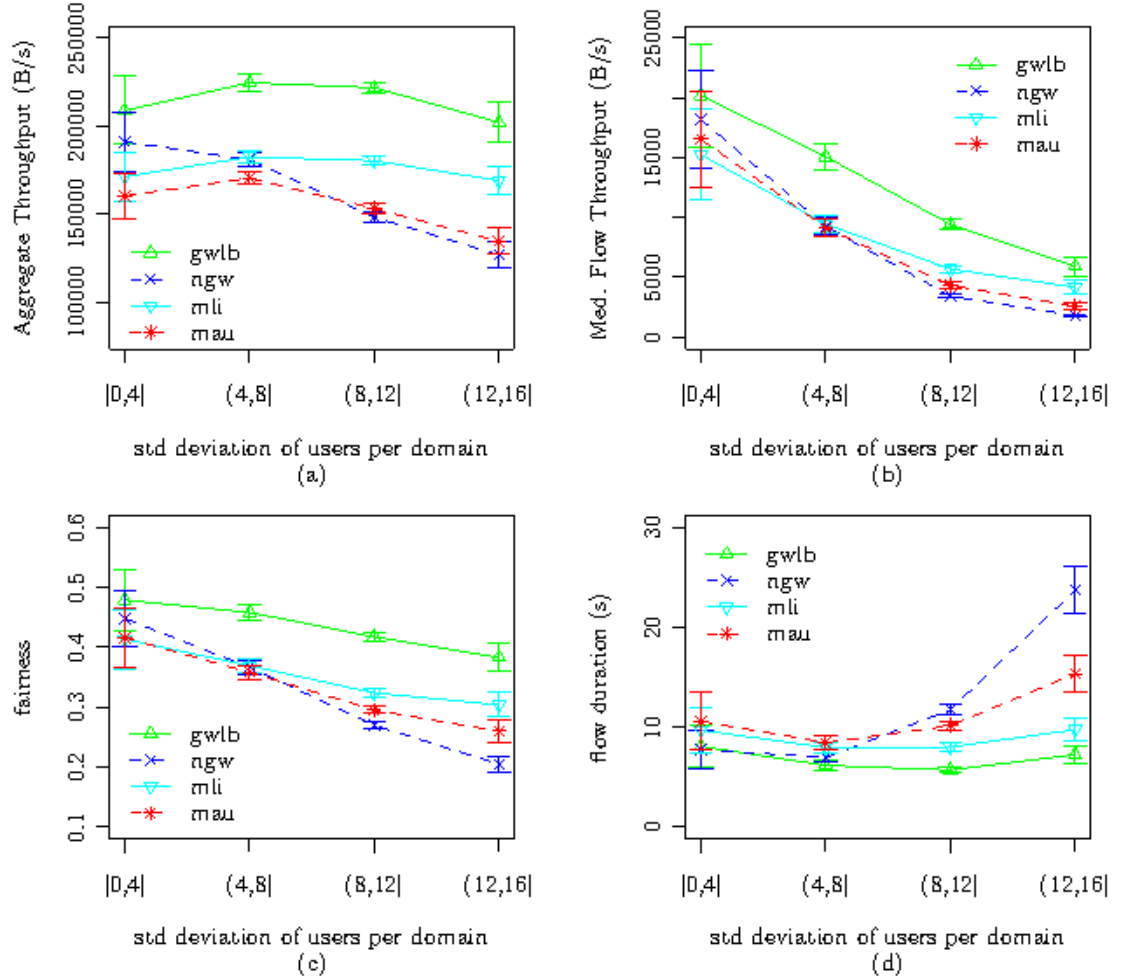 Aggregate Throughput (B/s)
250000
200000
150000
100000
gwlb
ngw
mli
mau
|0,4|
(4,8|
(8,12|
(12,16|
std deviation of users per domain
(a)
Med. Flow Throughput (B/s)
25000
15000
5000
0
gwlb
ngw
mli
mau
|0,4|
(4,8|
(8,12|
(12,16|
std deviation of users per domain
(b)
fairness
0.6
0.5
0.4
0.3
0.2
0.1
gwlb
ngw
mli
mau
|0,4|
(4,8|
(8,12|
(12,16|
std deviation of users per domain
(c)
flow duration (s)
30
20
10
0
gwlb
ngw
mli
mau
|0,4|
(4,8|
(8,12|
(12,16|
std deviation of users per domain
(d)